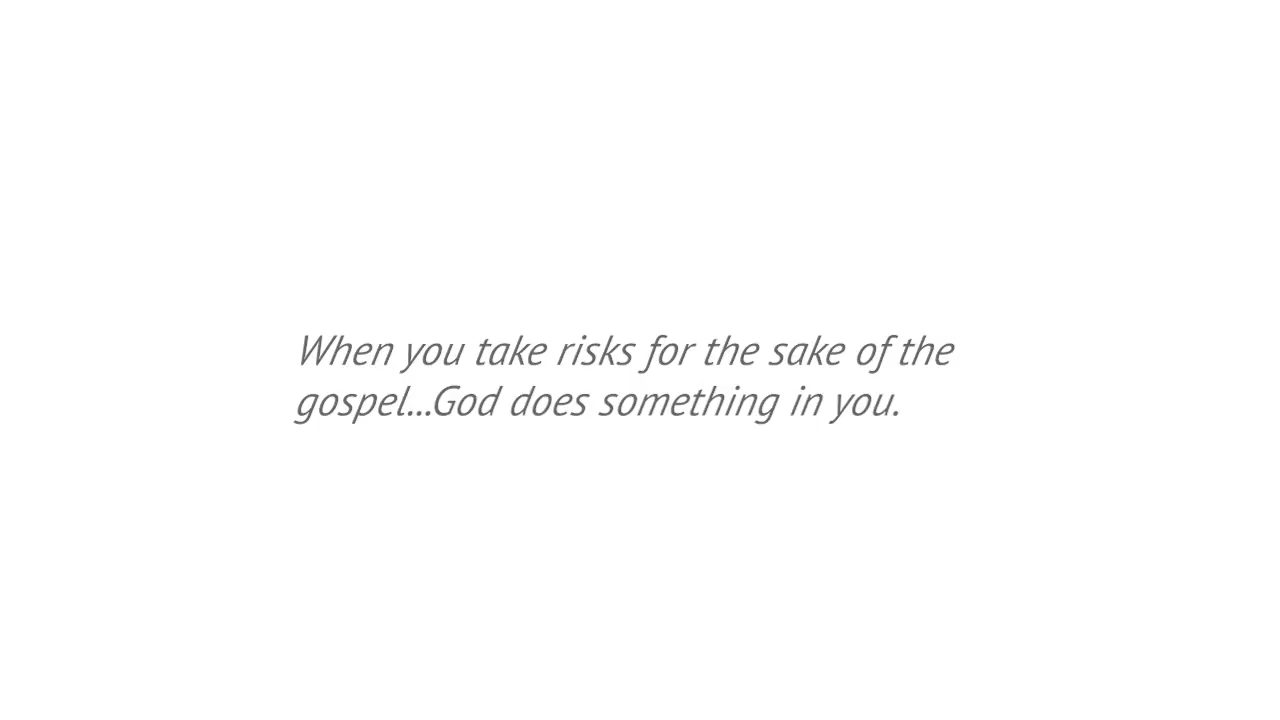 When you take risks for the sake of the
gospel...God does something in you.